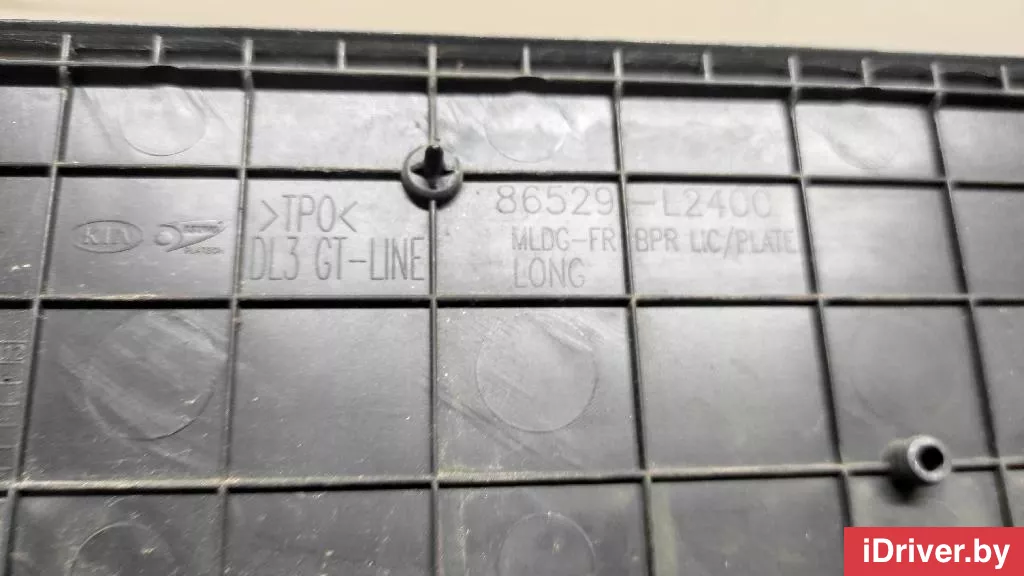 KIA
>TPO<
DL3 GT-LINE
86529-L2400
MLDG-FR BPR LIC/PLATE
LONG
iDriver.by